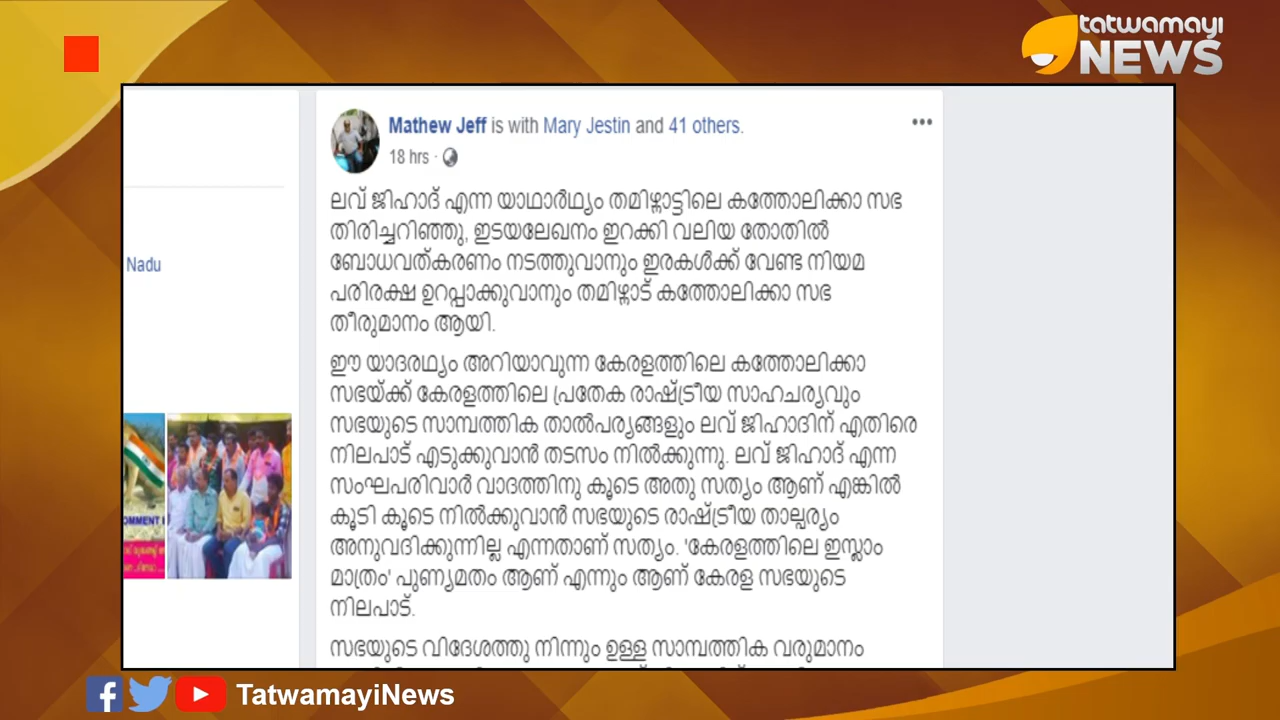 tatwamayi
NEWS
Mathew Jeff is with Mary Jestin and 41 others.
18 hrs ·
ലവ് ജിഹാദ് എന്ന യാഥാർഥ്യം തമിഴ്നാട്ടിലെ കത്തോലിക്കാ സഭ
തിരിച്ചറിഞ്ഞു, ഇടയലേഖനം ഇറക്കി വലിയ തോതിൽ
ബോധവത്കരണം നടത്തുവാനും ഇരകൾക്ക് വേണ്ട നിയമ
പരിരക്ഷ ഉറപ്പാക്കുവാനും തമിഴ്നാട് കത്തോലിക്കാ സഭ
തീരുമാനം ആയി.
ഈ യാദരഥ്യം അറിയാവുന്ന കേരളത്തിലെ കത്തോലിക്കാ
സഭയ്ക്ക് കേരളത്തിലെ പ്രതേക രാഷ്ട്രീയ സാഹചര്യവും
സഭയുടെ സാമ്പത്തിക താൽപര്യങ്ങളും ലവ് ജിഹാദിന് എതിരെ
നിലപാട് എടുക്കുവാൻ തടസം നിൽക്കുന്നു. ലവ് ജിഹാദ് എന്ന
സംഘപരിവാർ വാദത്തിനു കൂടെ അതു സത്യം ആണ് എങ്കിൽ
കൂടി കൂടെ നിൽക്കുവാൻ സഭയുടെ രാഷ്ട്രീയ താല്പര്യം
അനുവദിക്കുന്നില്ല എന്നതാണ് സത്യം. 'കേരളത്തിലെ ഇസ്ലാം
മാത്രം' പുണ്യമതം ആണ് എന്നും ആണ് കേരള സഭയുടെ
നിലപാട്.
സഭയുടെ വിദേശത്തു നിന്നും ഉള്ള സാമ്പത്തിക വരുമാനം
Nadu
OMMENT
TatwamayiNews